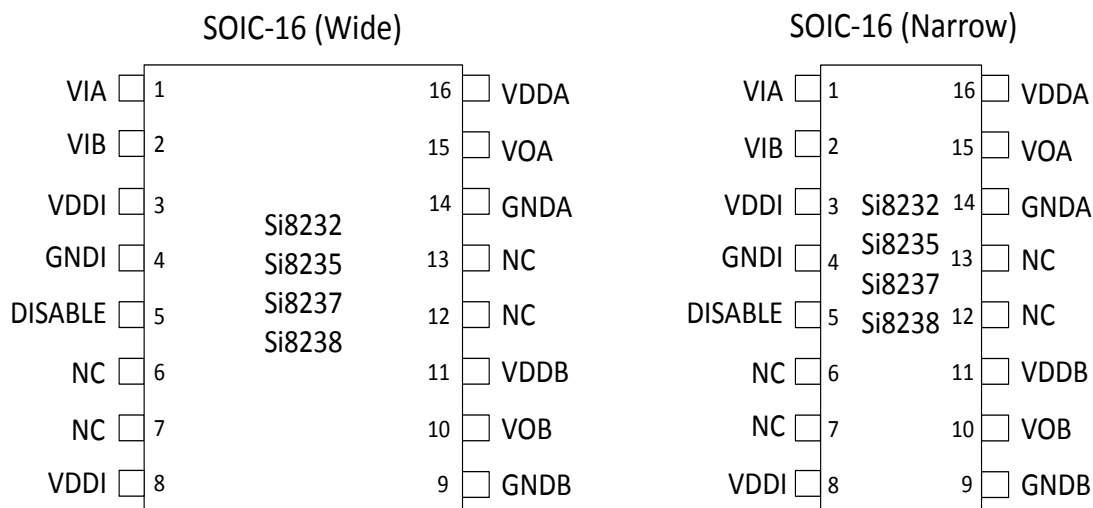 SOIC-16 (Wide)
VIA 1 16 VDDA
VIB 2 15 VOA
VDDI 3 14 GNDA
GNDI 4 13 NC
DISABLE 5 12 NC
NC 6 11 VDDB
NC 7 10 VOB
VDDI 8 9 GNDB
Si8232
Si8235
Si8237
Si8238
SOIC-16 (Narrow)
VIA 1 16 VDDA
VIB 2 15 VOA
VDDI 3 14 GNDA
GNDI 4 13 NC
DISABLE 5 12 NC
NC 6 11 VDDB
NC 7 10 VOB
VDDI 8 9 GNDB
Si8232
Si8235
Si8237
Si8238